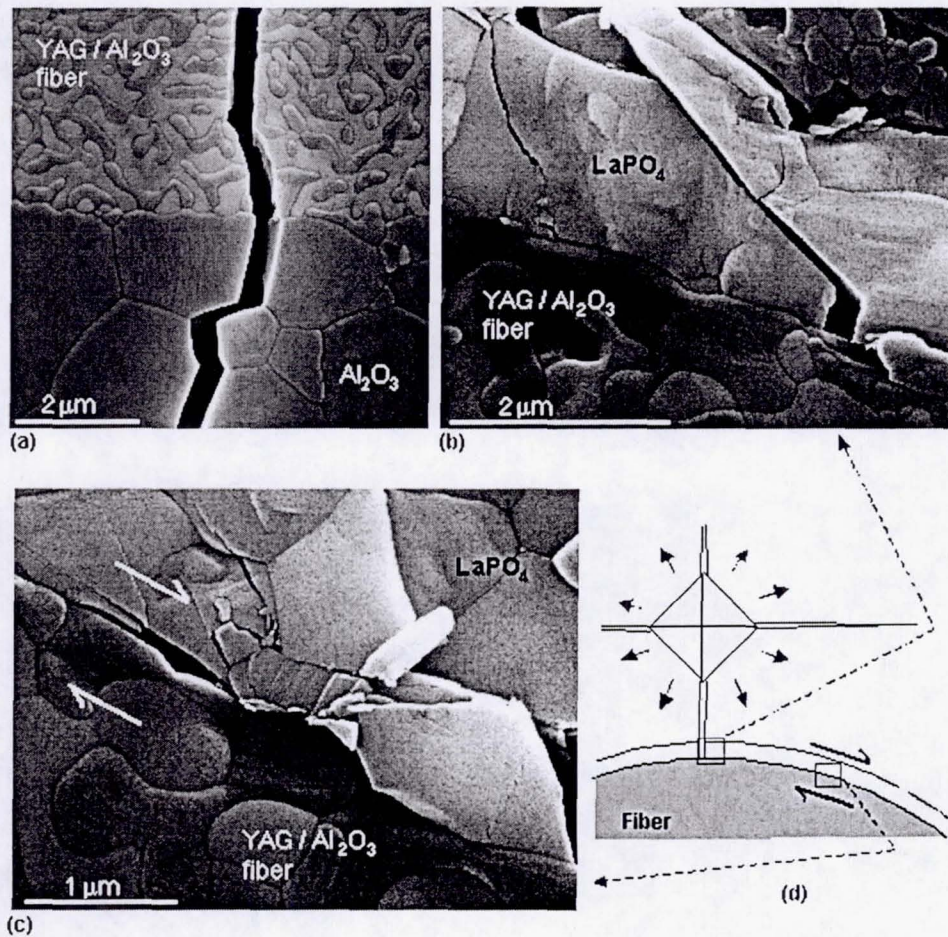 YAG / Al₂O₃
fiber
Al₂O₃
2 µm
(a)
LaPO₄
YAG / Al₂O₃
fiber
2 µm
(b)
LaPO₄
YAG / Al₂O₃
fiber
1 µm
(c)
Fiber
(d)